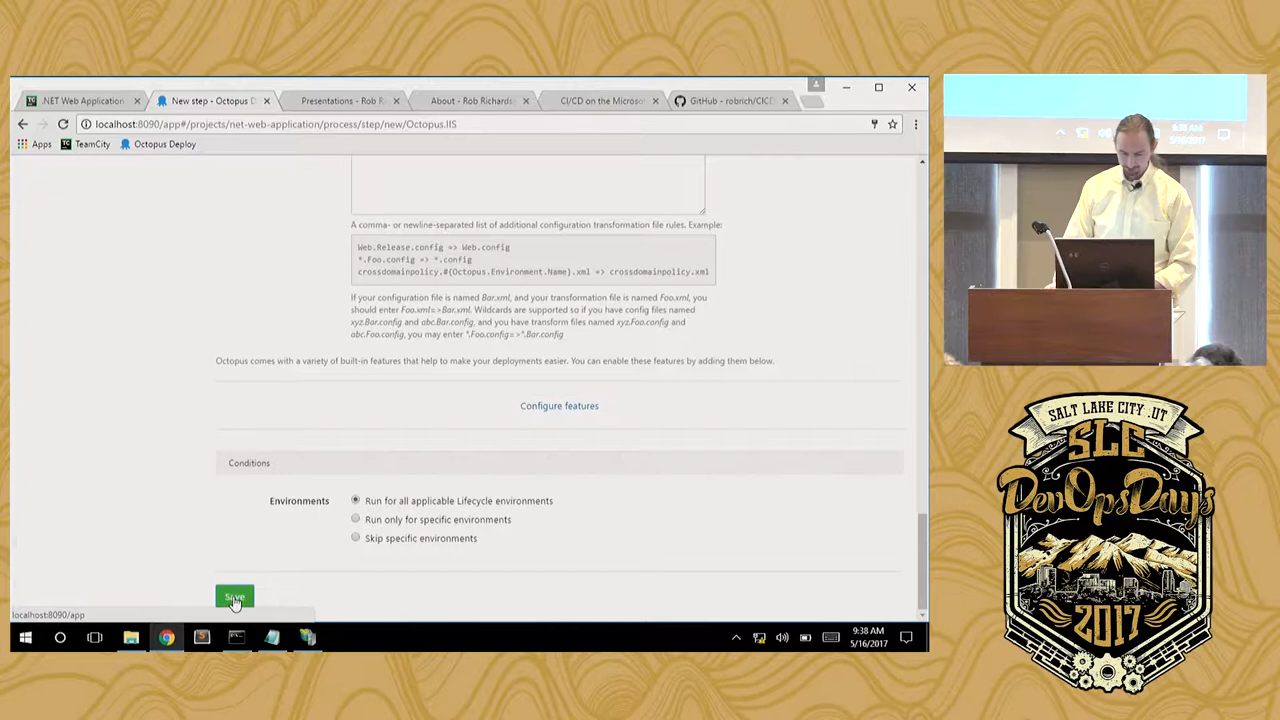 .NET Web Application
New step - Octopus D
Presentations - Rob R
About - Rob Richards
CI/CD on the Microso
GitHub - robrich/CICD
localhost:8090/app#/projects/net-web-application/process/step/new/Octopus.IIS
Apps
TeamCity
Octopus Deploy
A comma- or newline-separated list of additional configuration transformation file rules. Example:
Web.Release.config => Web.config
*.Foo.config => *.config
crossdomainpolicy.#{Octopus.Environment.Name}.xml => crossdomainpolicy.xml
If your configuration file is named Bar.xml, and your transformation file is named Foo.xml, you
should enter Foo.xml=>Bar.xml. Wildcards are supported so if you have config files named
xyz.Bar.config and abc.Bar.config, and you have transform files named xyz.Foo.config and
abc.Foo.config, you may enter *.Foo.config=>*.Bar.config
Octopus comes with a variety of built-in features that help to make your deployments easier. You can enable these features by adding them below.
Configure features
Conditions
Environments
Run for all applicable Lifecycle environments
Run only for specific environments
Skip specific environments
Save
localhost:8090/app
9:38 AM
5/16/2017
9:38 AM
5/16/2017
SALT LAKE CITY .UT
SLC
DevOpsDays
2017